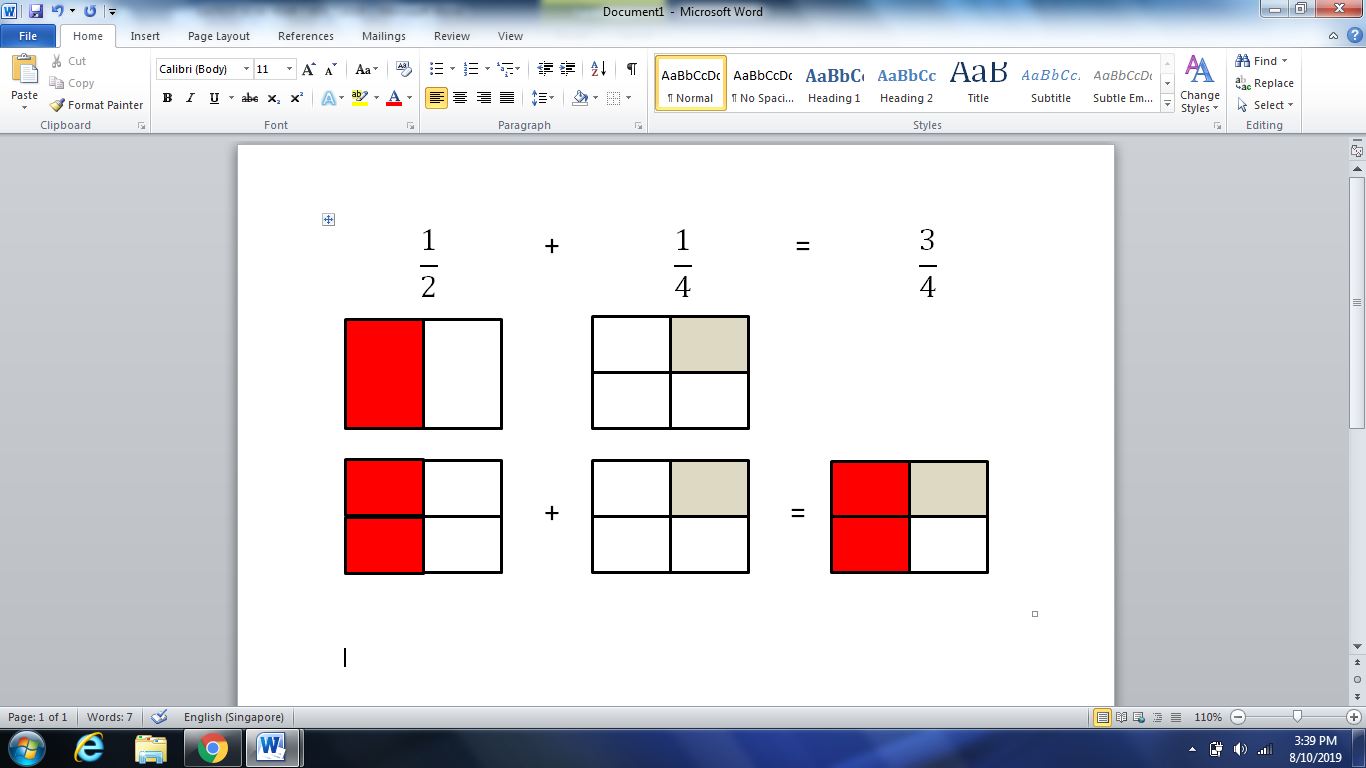 Document1 - Microsoft Word
File Home Insert Page Layout References Mailings Review View
Paste
Cut
Copy
Format Painter
Clipboard
Calibri (Body) 11
Font
Paragraph
AaBbCcDc AaBbCcDc AaBbCc AaBbCc AaB AaBbCc. AaBbCcDc
¶ Normal ¶ No Spaci... Heading 1 Heading 2 Title Subtitle Subtle Em...
Change Styles
Styles
Find
Replace
Select
Editing
1/2 + 1/4 = 3/4
+ =
Page: 1 of 1 Words: 7 English (Singapore) 110%
3:39 PM
8/10/2019